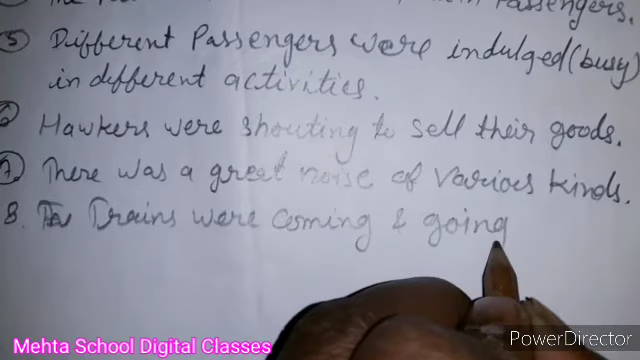 Passengers.
5 Different Passengers were indulged (busy)
in different activities.
6 Hawkers were shouting to sell their goods.
7 There was a great noise of various kinds.
8. Trains were coming & going
Mehta School Digital Classes
PowerDirector